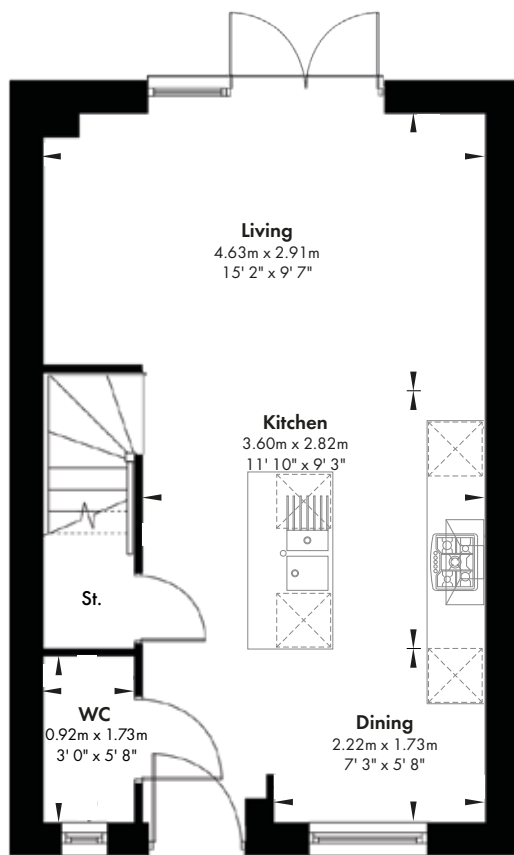 Living
4.63m x 2.91m
15' 2" x 9' 7"
Kitchen
3.60m x 2.82m
11' 10" x 9' 3"
St.
WC
0.92m x 1.73m
3' 0" x 5' 8"
Dining
2.22m x 1.73m
7' 3" x 5' 8"